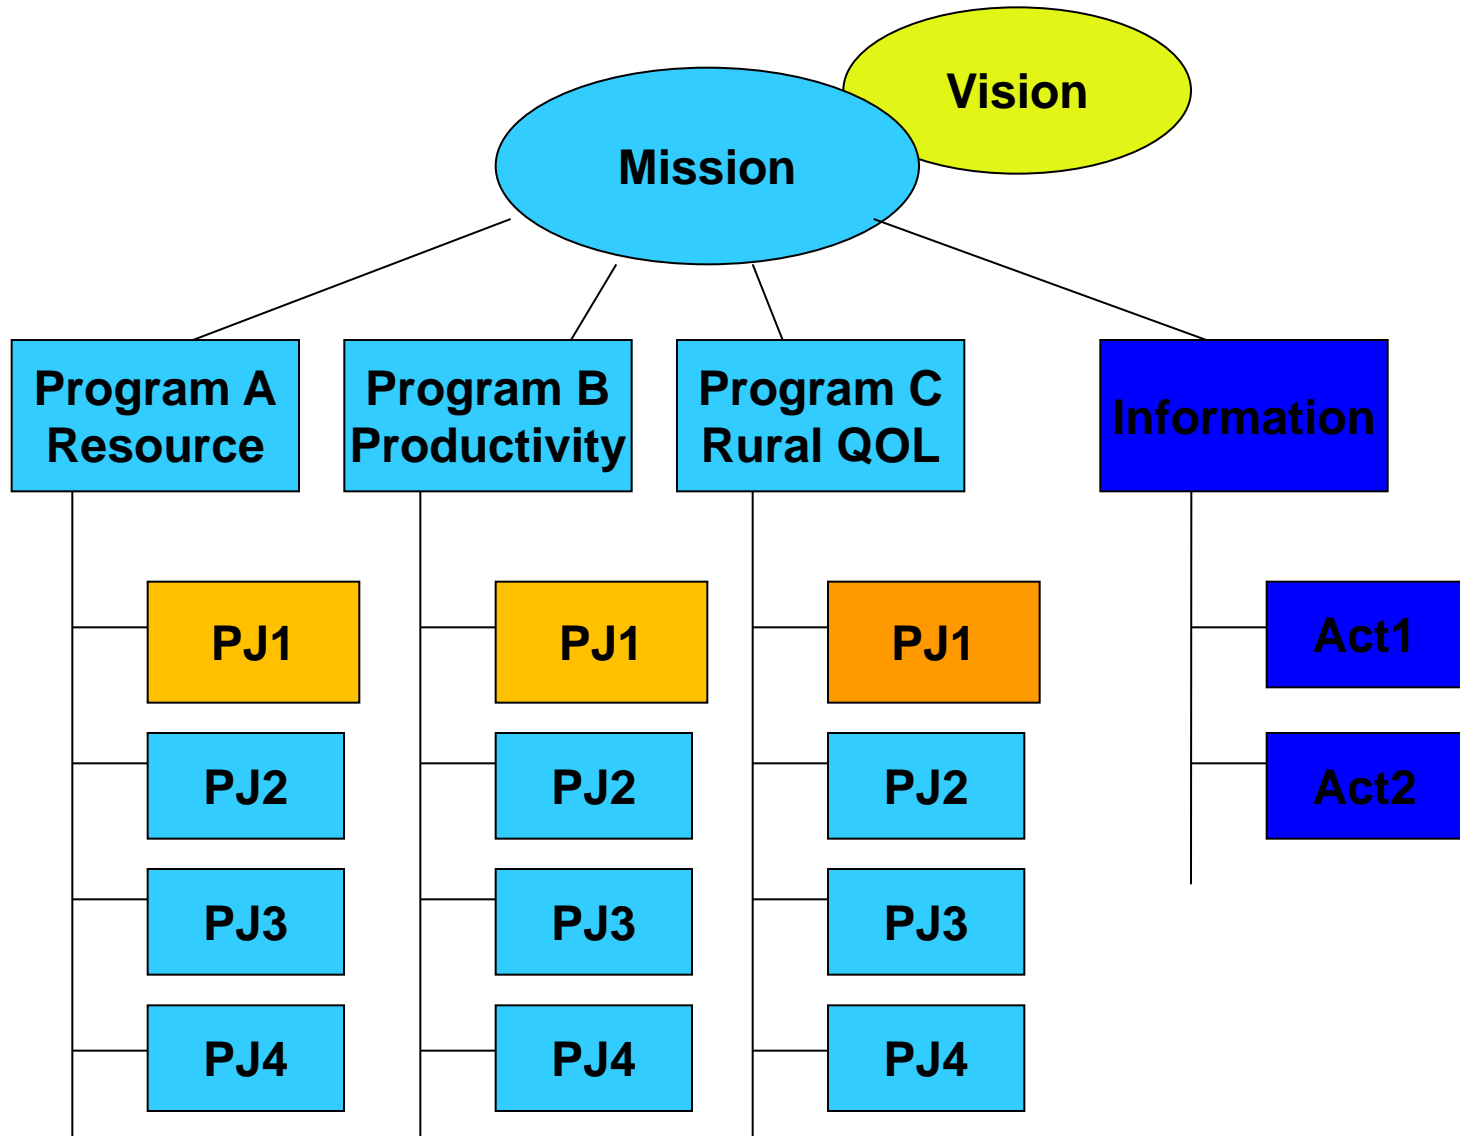 Vision
Mission
Program A
Resource
Program B
Productivity
Program C
Rural QOL
Information
PJ1
PJ1
PJ1
Act1
PJ2
PJ2
PJ2
Act2
PJ3
PJ3
PJ3
PJ4
PJ4
PJ4